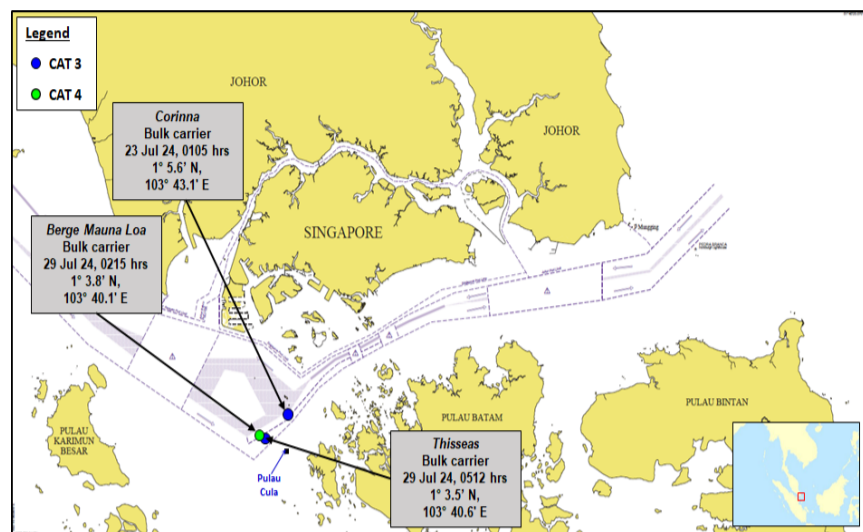 Legend
CAT 3
CAT 4
JOHOR
JOHOR
Corinna
Bulk carrier
23 Jul 24, 0105 hrs
1° 5.6' N,
103° 43.1' E
SINGAPORE
Berge Mauna Loa
Bulk carrier
29 Jul 24, 0215 hrs
1° 3.8' N,
103° 40.1' E
PULAU
KARIMUN
BESAR
Pulau
Cula
PULAU BATAM
PULAU BINTAN
Thisseas
Bulk carrier
29 Jul 24, 0512 hrs
1° 3.5' N,
103° 40.6' E